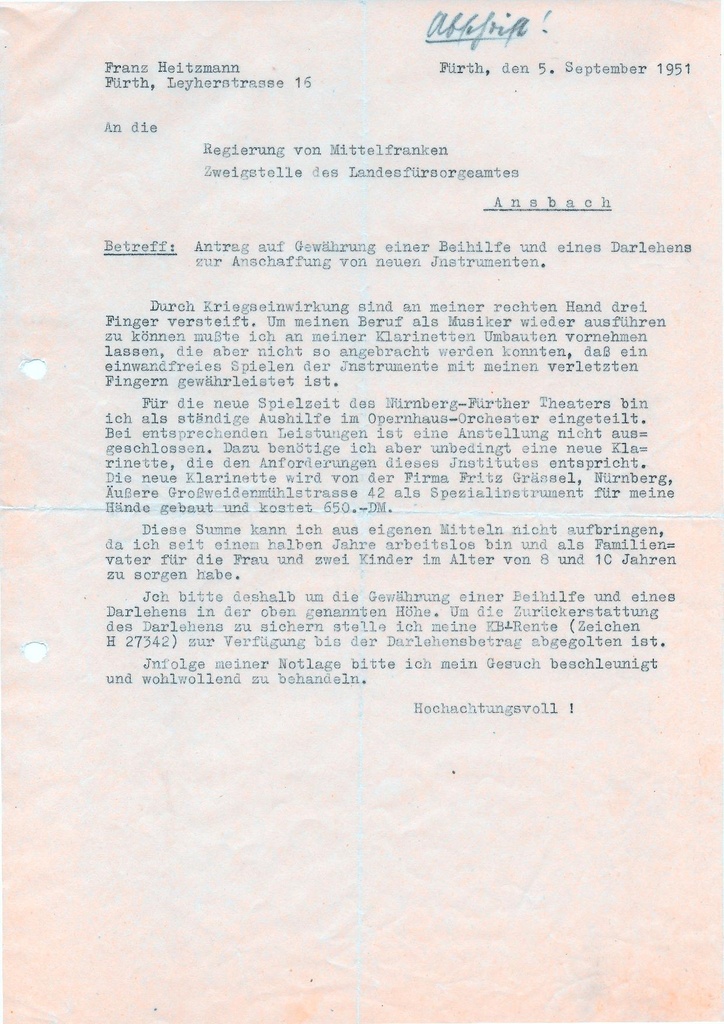 Abschrift!
Franz Heitzmann
Fürth, den 5. September 1951
Fürth, Leyherstrasse 16
An die
Regierung von Mittelfranken
Zweigstelle des Landesfürsorgeamtes
A n s b a c h
Betreff: Antrag auf Gewährung einer Beihilfe und eines Darlehens
zur Anschaffung von neuen Jnstrumenten.
Durch Kriegseinwirkung sind an meiner rechten Hand drei
Finger versteift. Um meinen Beruf als Musiker wieder ausführen
zu können mußte ich an meiner Klarinetten Umbauten vornehmen
lassen, die aber nicht so angebracht werden konnten, daß ein
einwandfreies Spielen der Jnstrumente mit meinen verletzten
Fingern gewährleistet ist.
Für die neue Spielzeit des Nürnberg-Fürther Theaters bin
ich als ständige Aushilfe im Opernhaus-Orchester eingeteilt.
Bei entsprechenden Leistungen ist eine Anstellung nicht aus=
geschlossen. Dazu benötige ich aber unbedingt eine neue Kla=
rinette, die den Anforderungen dieses Jnstitutes entspricht.
Die neue Klarinette wird von der Firma Fritz Grässel, Nürnberg,
Äußere Großweidenmühlstrasse 42 als Spezialinstrument für meine
Hände gebaut und kostet 650.-DM.
Diese Summe kann ich aus eigenen Mitteln nicht aufbringen,
da ich seit einem halben Jahre arbeitslos bin und als Familien=
vater für die Frau und zwei Kinder im Alter von 8 und 10 Jahren
zu sorgen habe.
Jch bitte deshalb um die Gewährung einer Beihilfe und eines
Darlehens in der oben genannten Höhe. Um die Zurückerstattung
des Darlehens zu sichern stelle ich meine KB-Rente (Zeichen
H 27342) zur Verfügung bis der Darlehensbetrag abgegolten ist.
Jnfolge meiner Notlage bitte ich mein Gesuch beschleunigt
und wohlwollend zu behandeln.
Hochachtungsvoll !